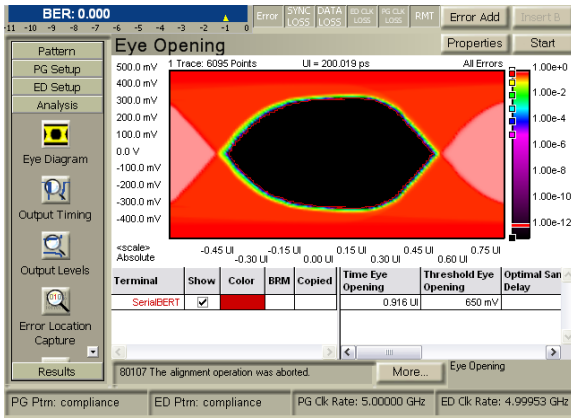 BER: 0.000
-11 -10 -9 -8 -7 -6 -5 -4 -3 -2 -1 0
Error
SYNC LOSS
DATA LOSS
ED CLK LOSS
PG CLK LOSS
RMT
Error Add
Insert B
Pattern
PG Setup
ED Setup
Analysis
Eye Diagram
Output Timing
Output Levels
Error Location
Capture
Results
Eye Opening
Properties
Start
1 Trace: 6095 Points
UI = 200.019 ps
All Errors
500.0 mV
400.0 mV
300.0 mV
200.0 mV
100.0 mV
0.0 V
-100.0 mV
-200.0 mV
-300.0 mV
-400.0 mV
1.00e+0
1.00e-2
1.00e-4
1.00e-6
1.00e-8
1.00e-10
1.00e-12
<scale>
Absolute
-0.45 UI -0.15 UI 0.15 UI 0.45 UI 0.75 UI
-0.30 UI 0.00 UI 0.30 UI 0.60 UI
Terminal Show Color BRM Copied Time Eye Opening Threshold Eye Opening Optimal San Delay
SerialBERT 0.916 UI 650 mV
80107 The alignment operation was aborted.
More...
Eye Opening
PG Ptrn: compliance
ED Ptrn: compliance
PG Clk Rate: 5.00000 GHz
ED Clk Rate: 4.99953 GHz